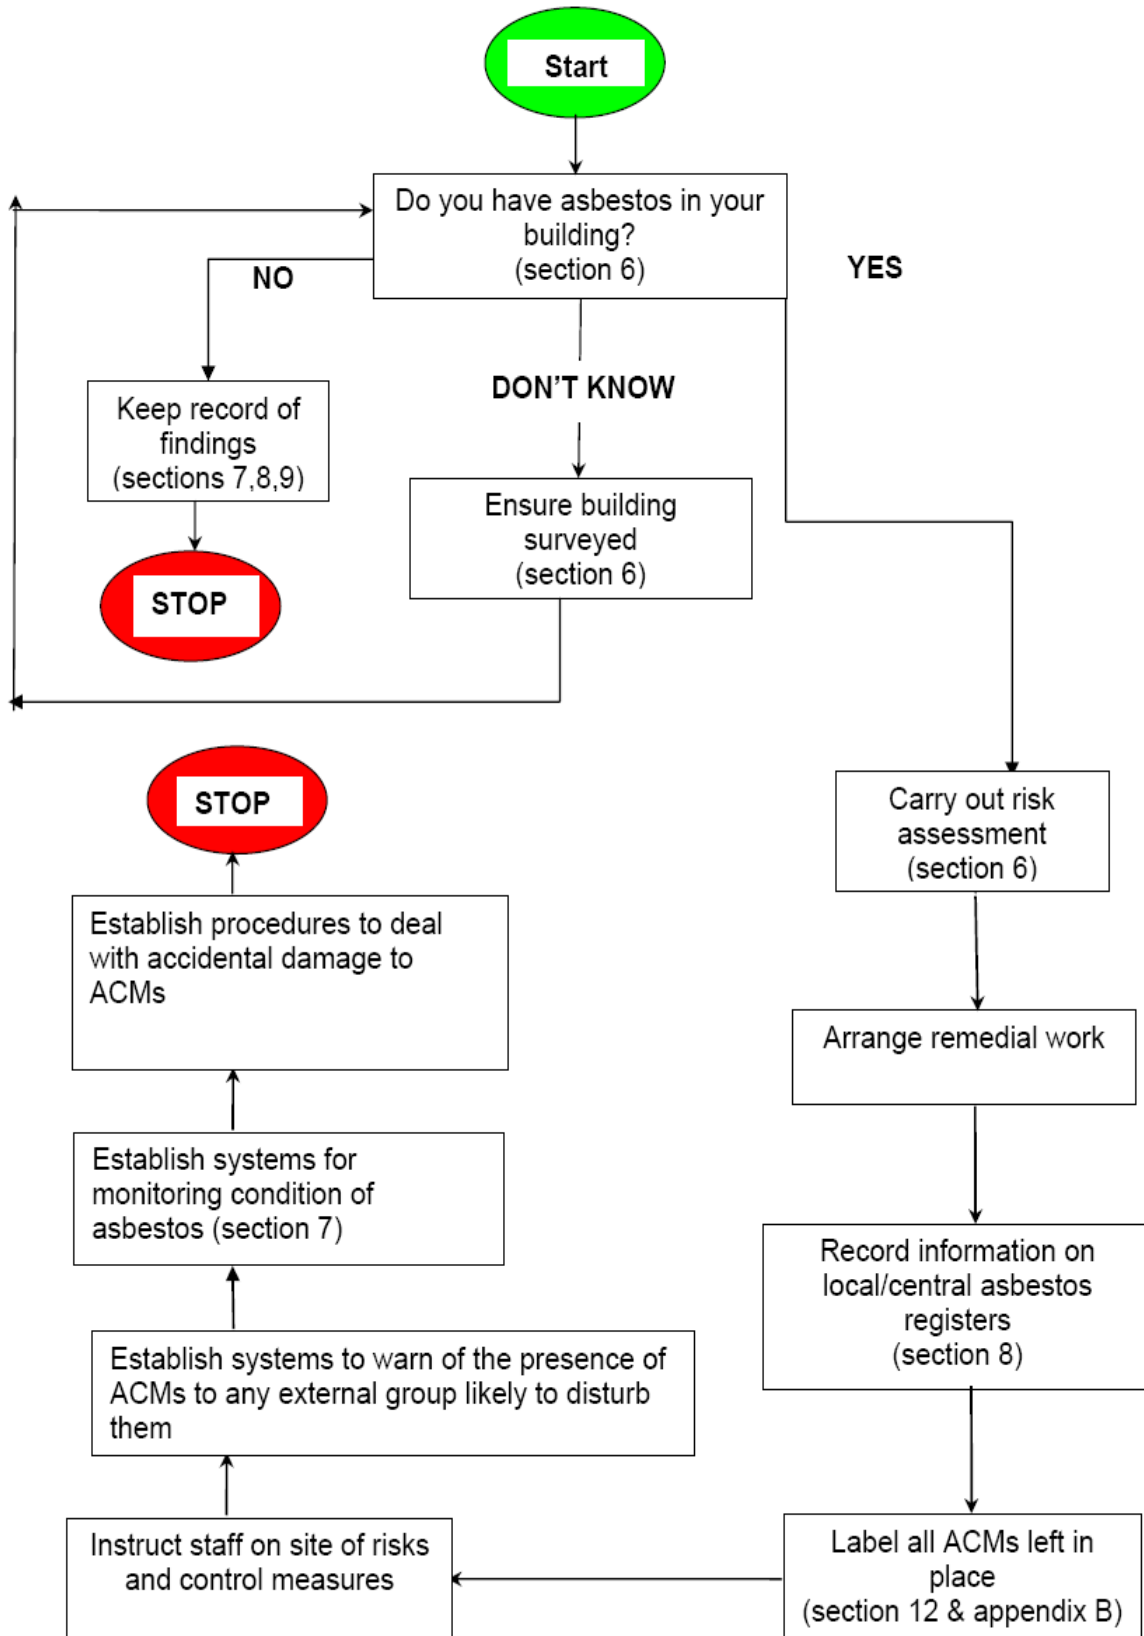 Start
Do you have asbestos in your
building?
(section 6)
NO
YES
DON'T KNOW
Keep record of
findings
(sections 7,8,9)
Ensure building
surveyed
(section 6)
STOP
STOP
Carry out risk
assessment
(section 6)
Establish procedures to deal
with accidental damage to
ACMs
Arrange remedial work
Establish systems for
monitoring condition of
asbestos (section 7)
Record information on
local/central asbestos
registers
(section 8)
Establish systems to warn of the presence of
ACMs to any external group likely to disturb
them
Instruct staff on site of risks
and control measures
Label all ACMs left in
place
(section 12 & appendix B)